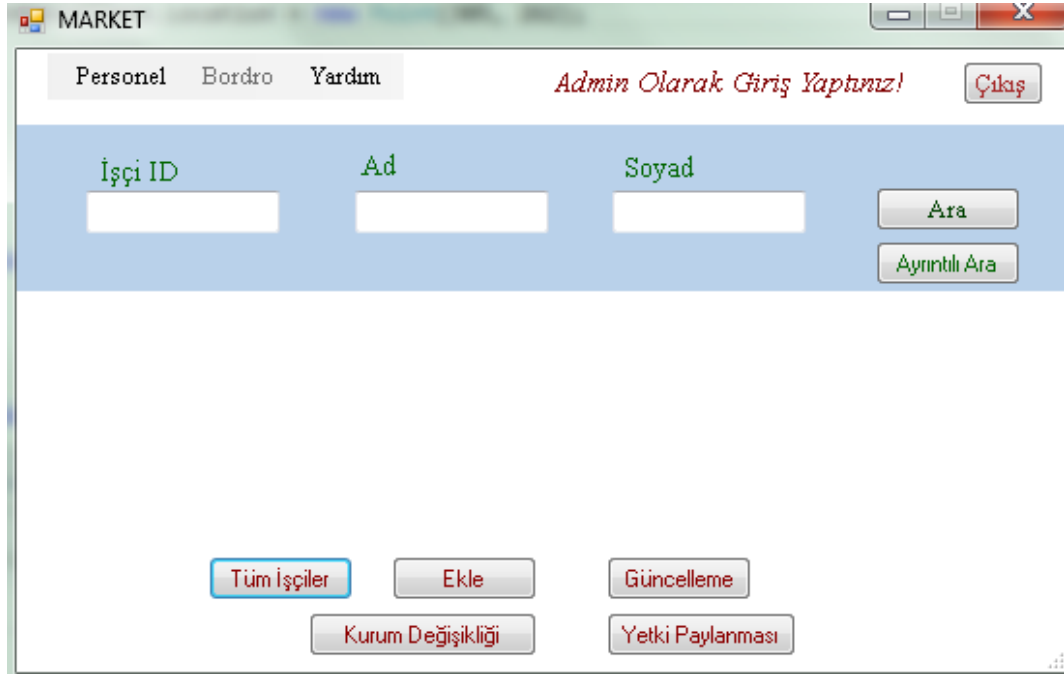 MARKET
Personel Bordro Yardım Admin Olarak Giriş Yaptınız! Çıkış
İşçi ID Ad Soyad
Ara
Ayrıntılı Ara
Tüm İşçiler Ekle Güncelleme
Kurum Değişikliği Yetki Paylanması